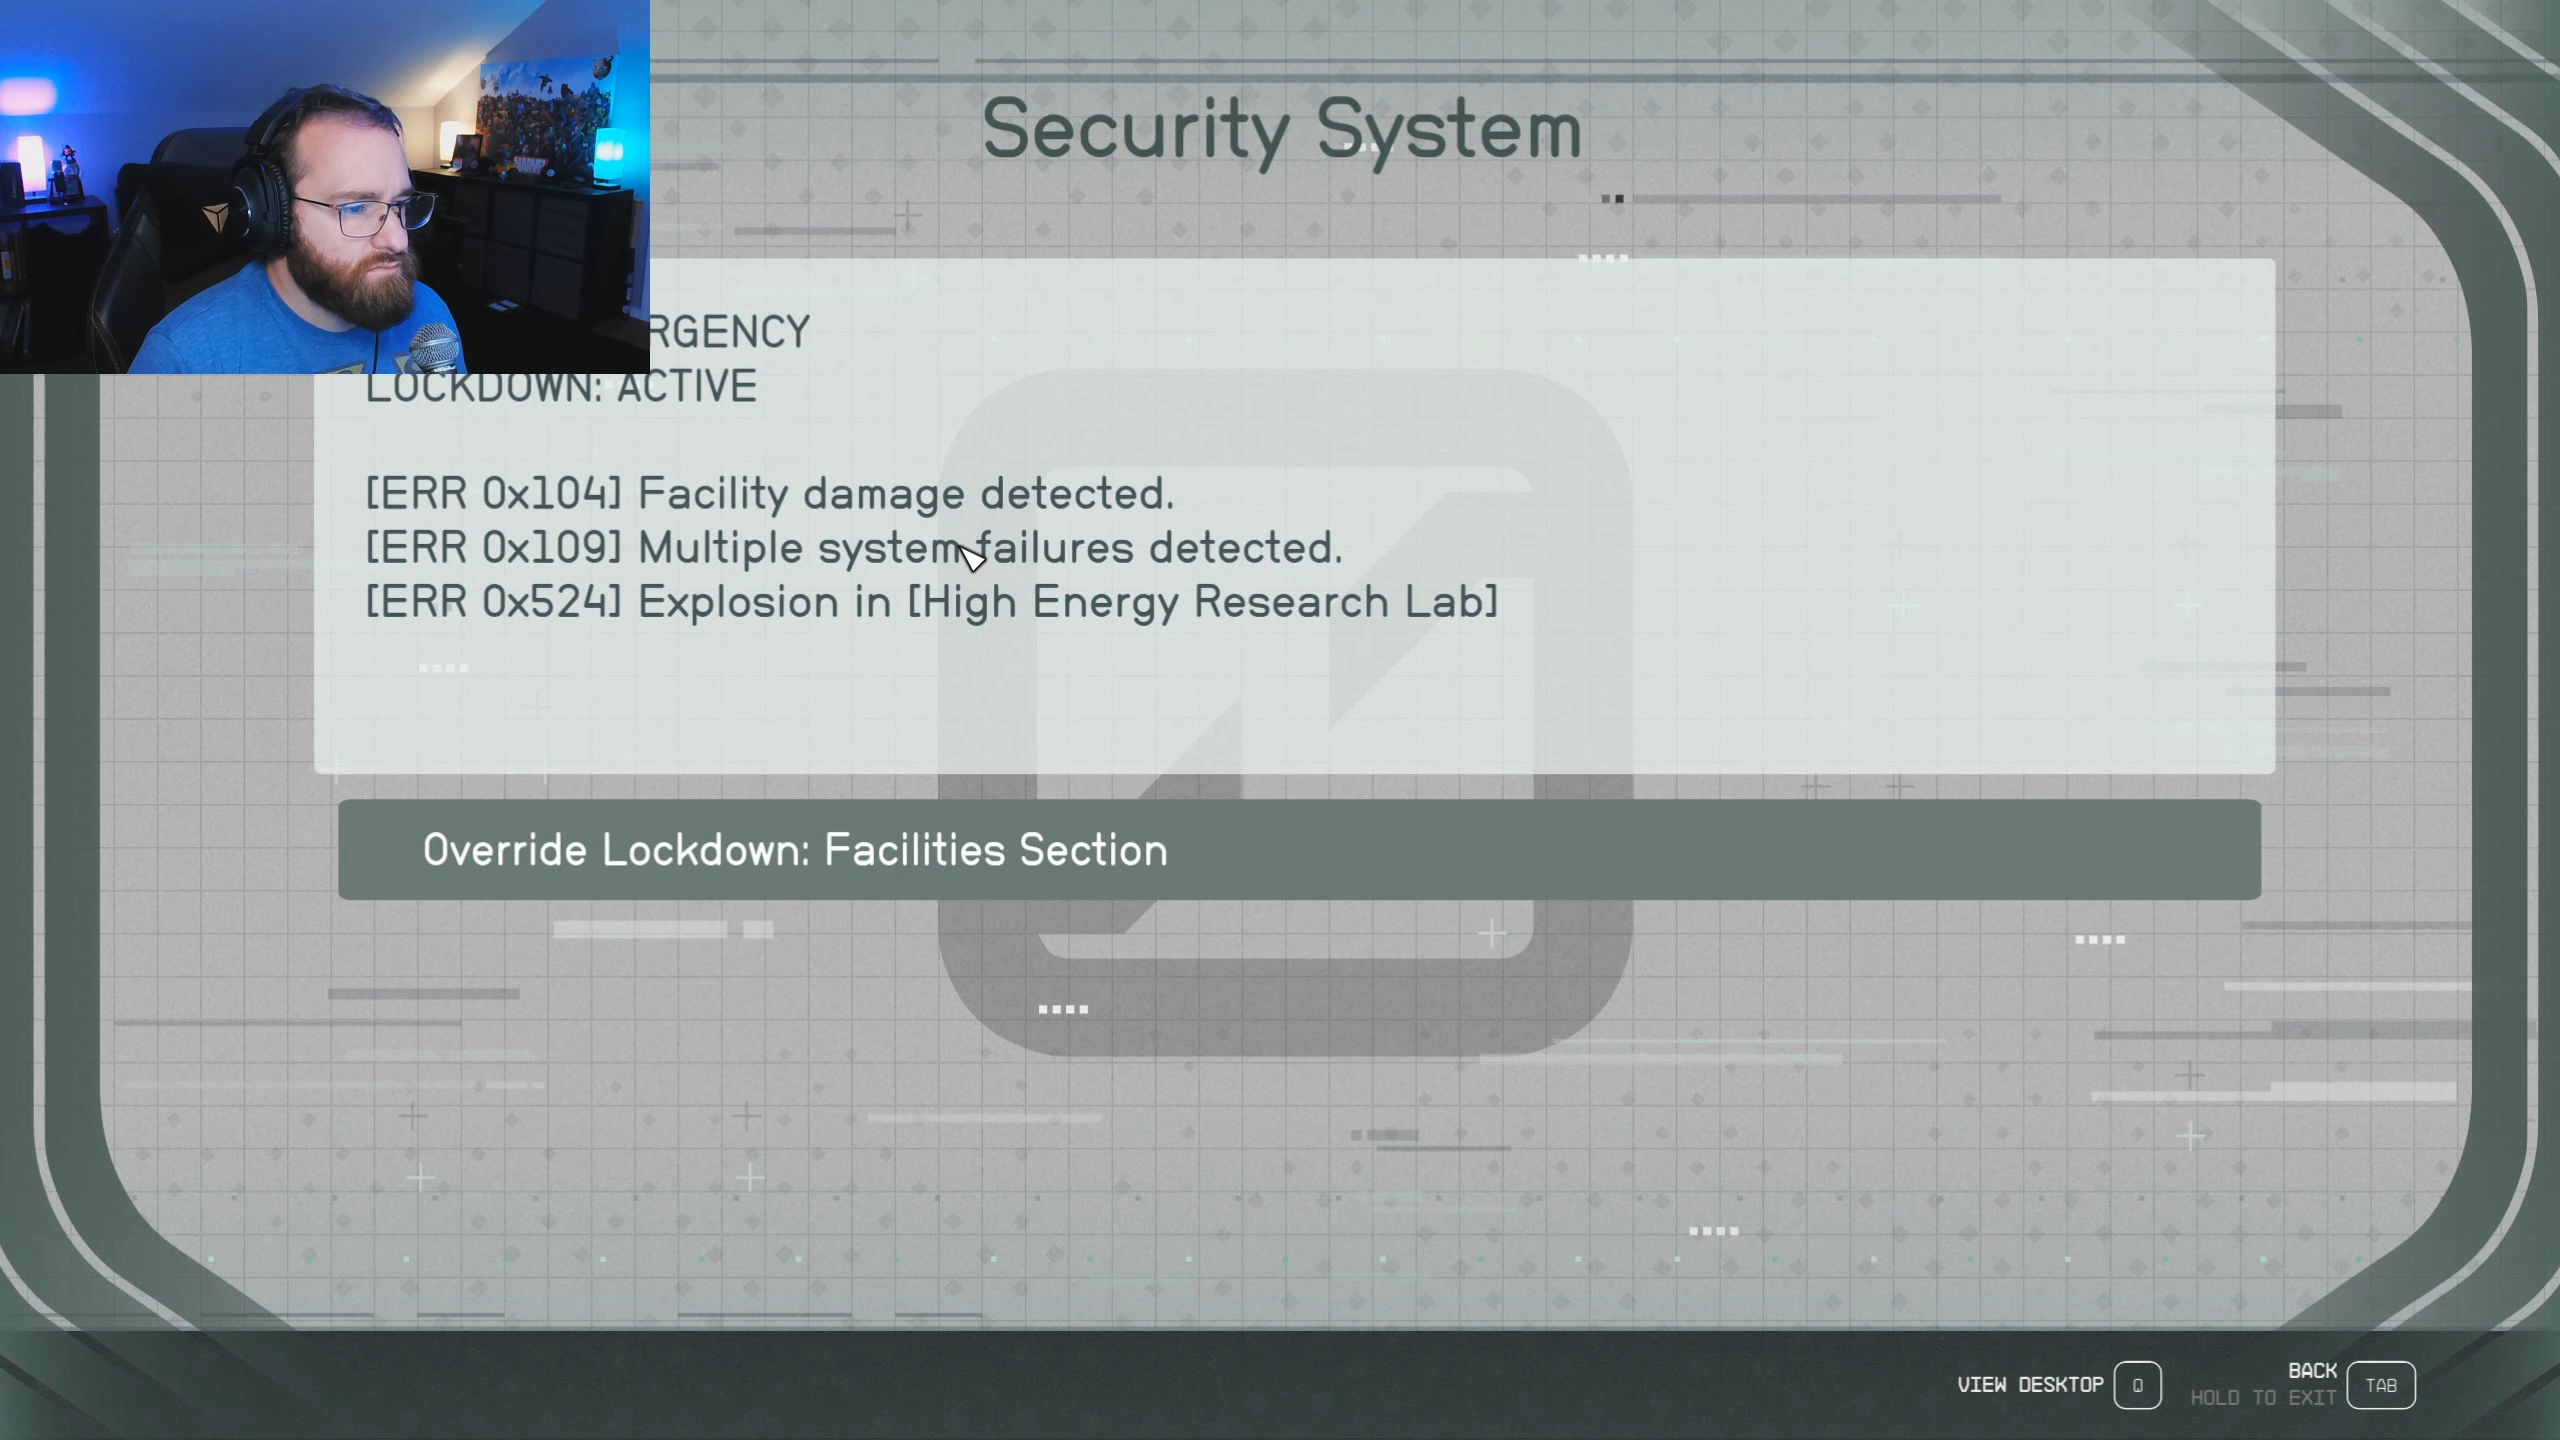 Security System
RGENCY
LOCKDOWN: ACTIVE
[ERR 0x104] Facility damage detected.
[ERR 0x109] Multiple system failures detected.
[ERR 0x524] Explosion in [High Energy Research Lab]
Override Lockdown: Facilities Section
VIEW DESKTOP Q
BACK
HOLD TO EXIT TAB
MARVEL